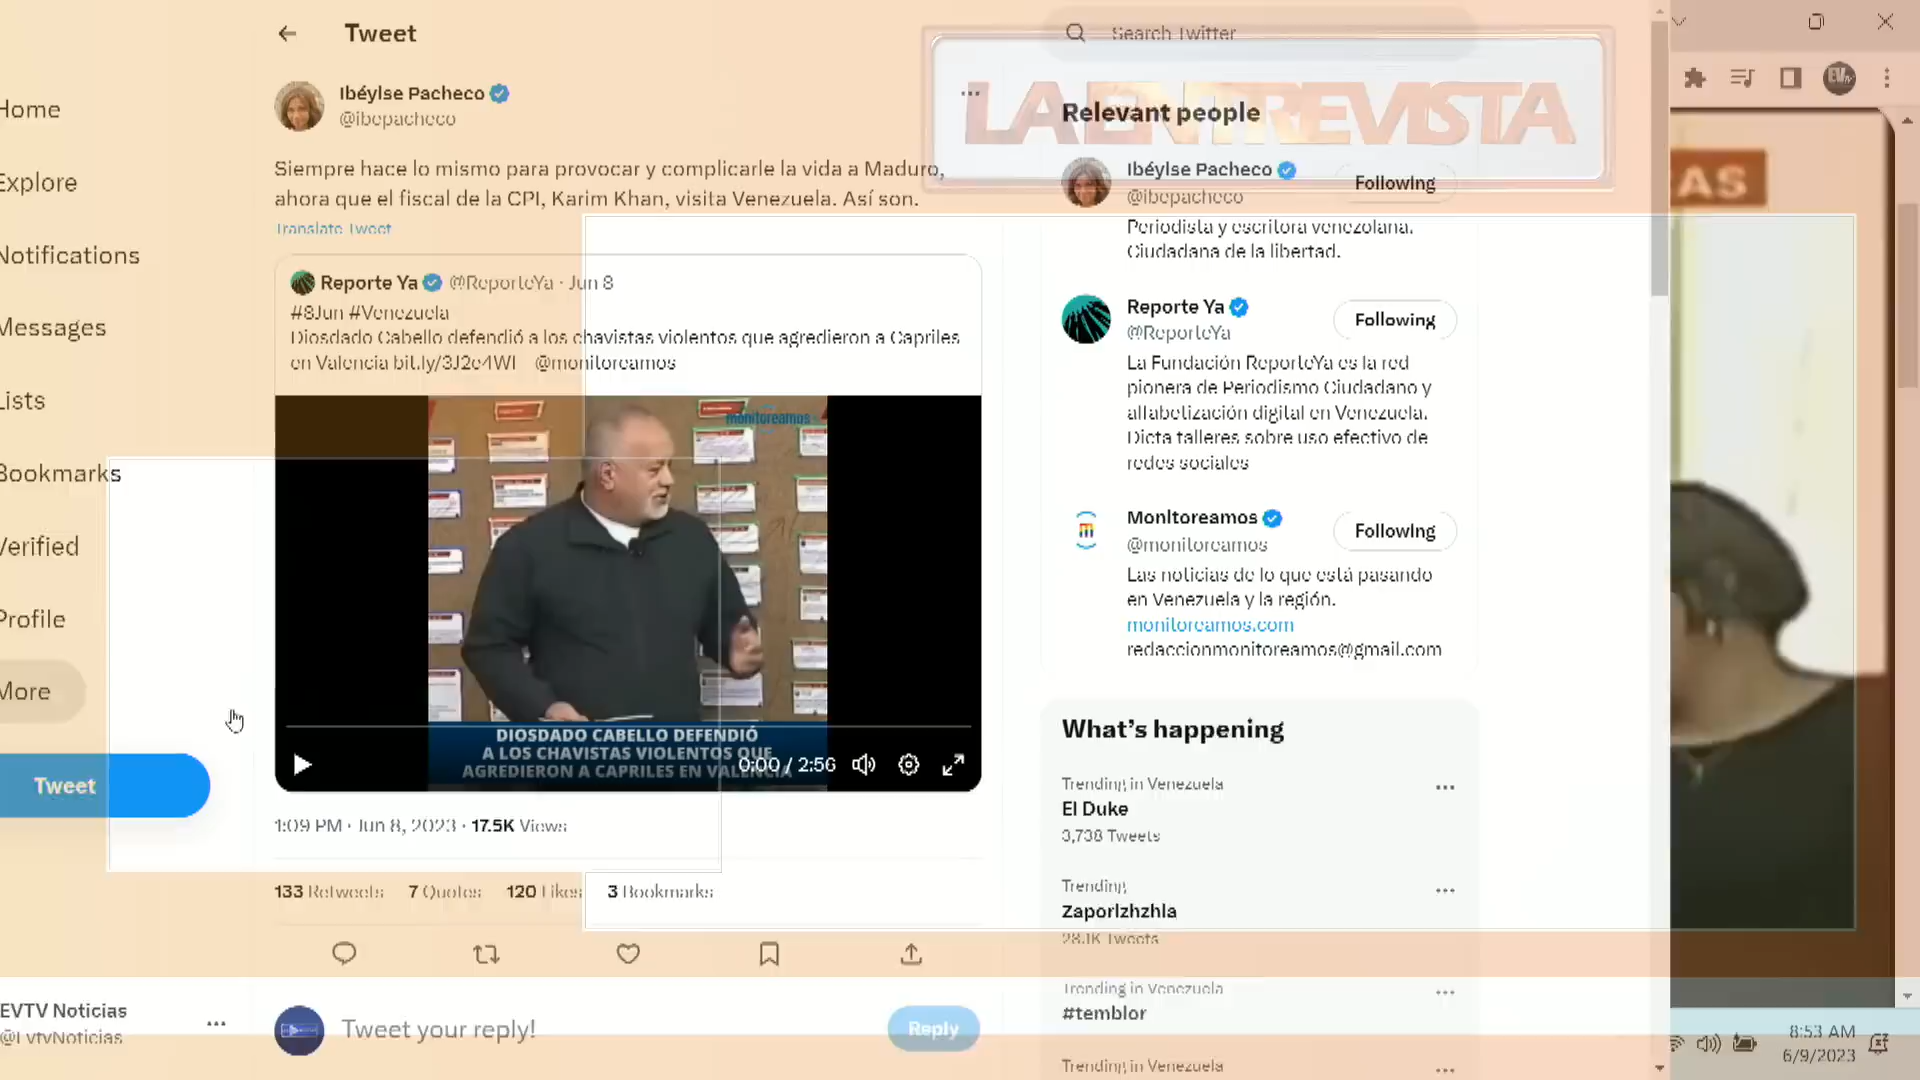 Home
Explore
Notifications
Messages
Lists
Bookmarks
Verified
Profile
More
Tweet
EVTV Noticias
@EvtvNoticias
Tweet
Ibéyise Pacheco
@ibepacheco
Siempre hace lo mismo para provocar y complicarle la vida a Maduro,
ahora que el fiscal de la CPI, Karim Khan, visita Venezuela. Así son.
Translate Tweet
Reporte Ya @ReporteYa · Jun 8
#8Jun #Venezuela
Diosdado Cabello defendió a los chavistas violentos que agredieron a Capriles
en Valencia bit.ly/3J2e4WI @monitoreamos
monitoreamos
DIOSDADO CABELLO DEFENDIÓ
A LOS CHAVISTAS VIOLENTOS QUE
AGREDIERON A CAPRILES EN VALENCIA
0:00 / 2:56
1:09 PM · Jun 8, 2023 · 17.5K Views
133 Retweets 7 Quotes 120 Likes 3 Bookmarks
Tweet your reply!
Reply
Search Twitter
LA ENTREVISTA
Relevant people
Ibéyise Pacheco
@ibepacheco
Following
Periodista y escritora venezolana.
Ciudadana de la libertad.
Reporte Ya
@ReporteYa
Following
La Fundación ReporteYa es la red
pionera de Periodismo Ciudadano y
alfabetización digital en Venezuela.
Dicta talleres sobre uso efectivo de
redes sociales
Monitoreamos
@monitoreamos
Following
Las noticias de lo que está pasando
en Venezuela y la región.
monitoreamos.com
redaccionmonitoreamos@gmail.com
What's happening
Trending in Venezuela
El Duke
3,738 Tweets
Trending
Zaporizhzhia
28.1K Tweets
Trending in Venezuela
#temblor
Trending in Venezuela
EVtv
8:53 AM
6/9/2023